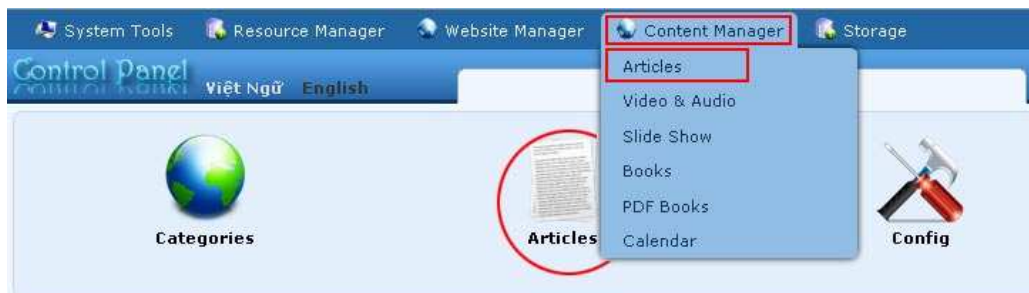 System Tools Resource Manager Website Manager Content Manager Storage
Control Panel Việt Ngữ English
Articles
Video & Audio
Slide Show
Books
PDF Books
Calendar
Categories Articles Config